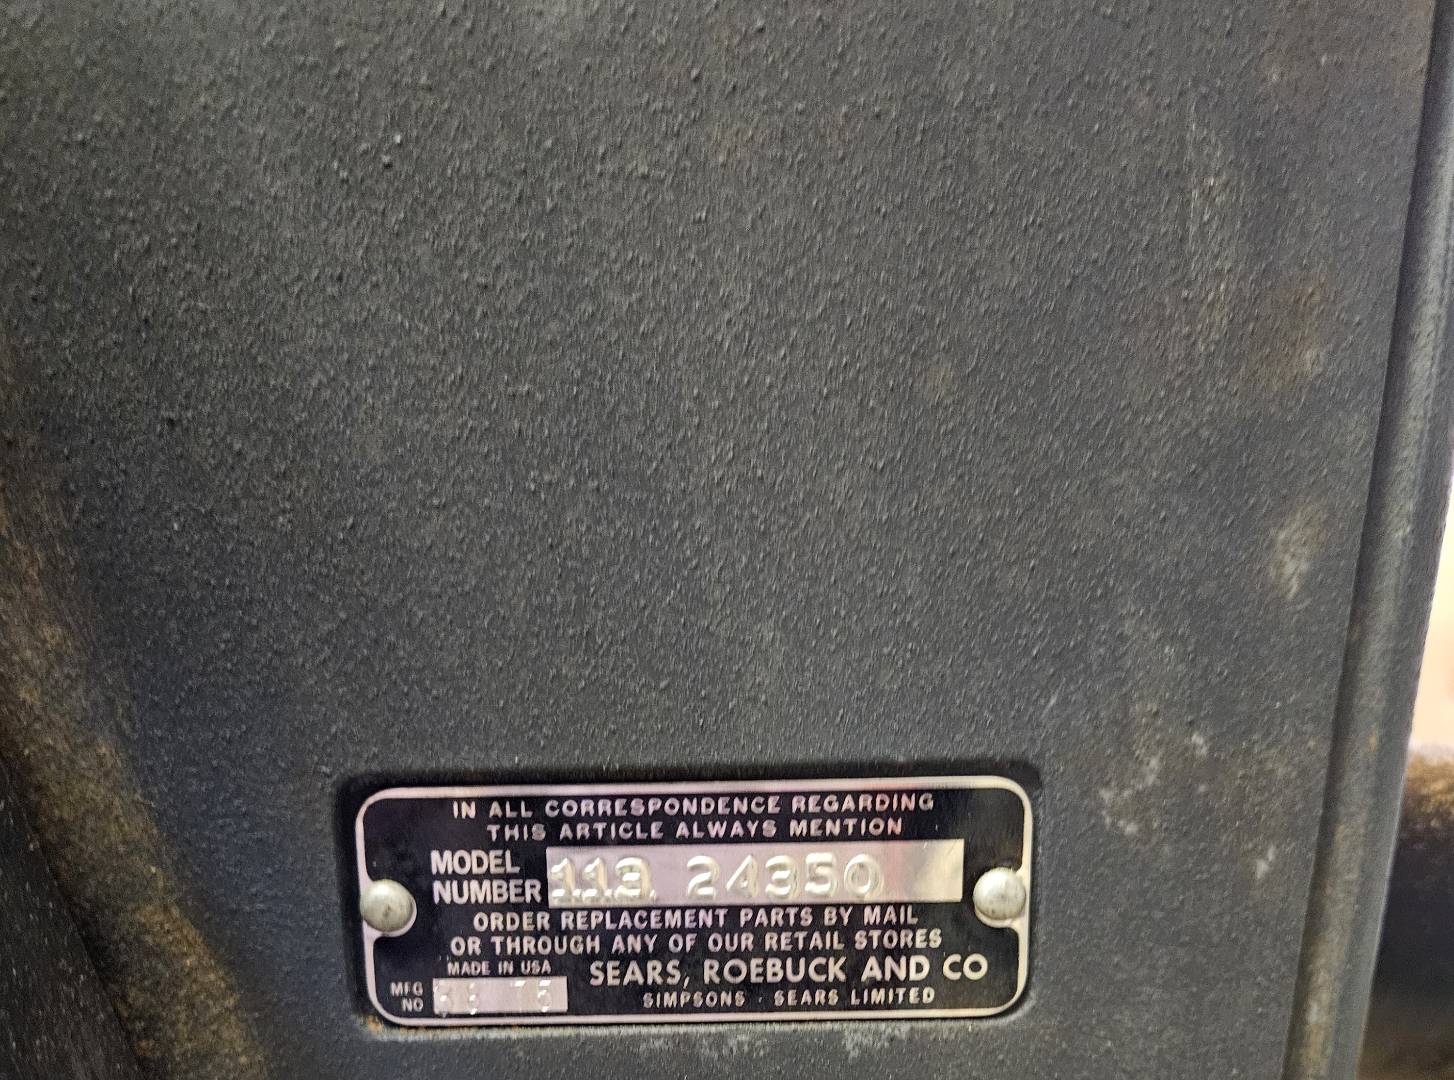 IN ALL CORRESPONDENCE REGARDING
THIS ARTICLE ALWAYS MENTION
MODEL
NUMBER 113. 24350
ORDER REPLACEMENT PARTS BY MAIL
OR THROUGH ANY OF OUR RETAIL STORES
MADE IN USA
SEARS, ROEBUCK AND CO
MFG
NO
SIMPSONS - SEARS LIMITED